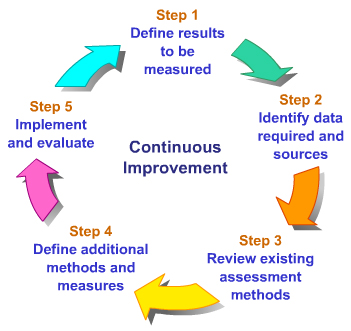 Step 1
Define results
to be
measured
Step 2
Identify data
required and
sources
Step 3
Review existing
assessment
methods
Step 4
Define additional
methods and
measures
Step 5
Implement
and evaluate
Continuous
Improvement